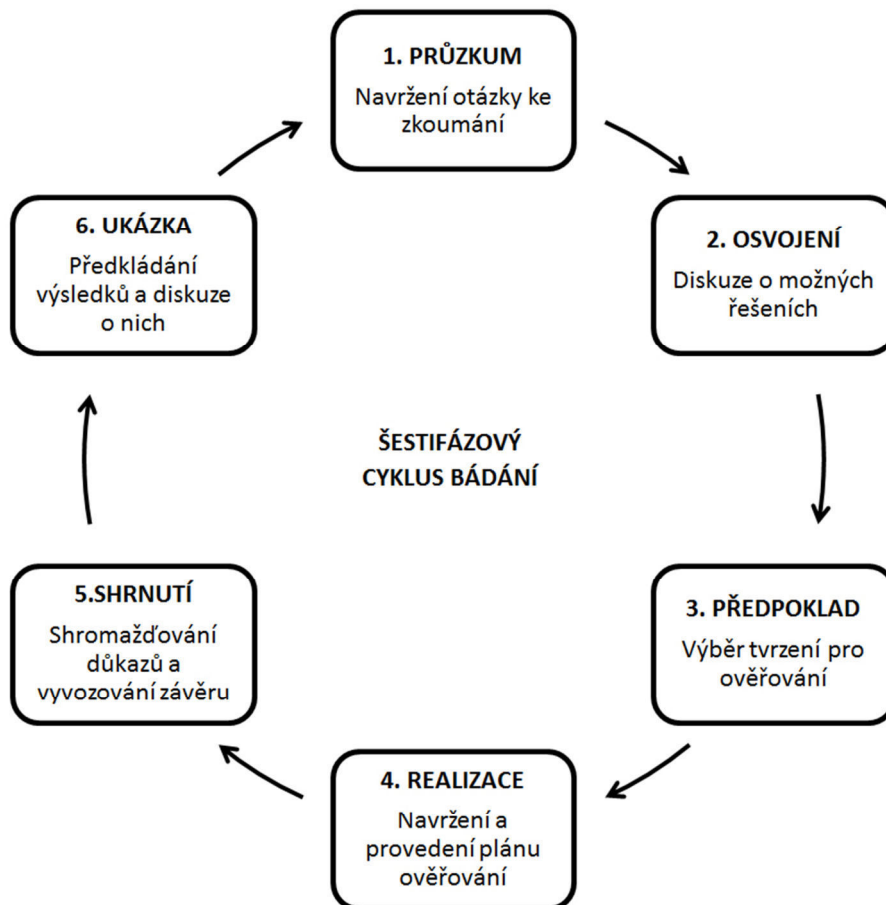 1. PRŮZKUM
Navržení otázky ke
zkoumání
2. OSVOJENÍ
Diskuze o možných
řešeních
3. PŘEDPOKLAD
Výběr tvrzení pro
ověřování
4. REALIZACE
Navržení a
provedení plánu
ověřování
5.SHRNUTÍ
Shromažďování
důkazů a
vyvozování závěru
6. UKÁZKA
Předkládání
výsledků a diskuze
o nich
ŠESTIFÁZOVÝ
CYKLUS BÁDÁNÍ